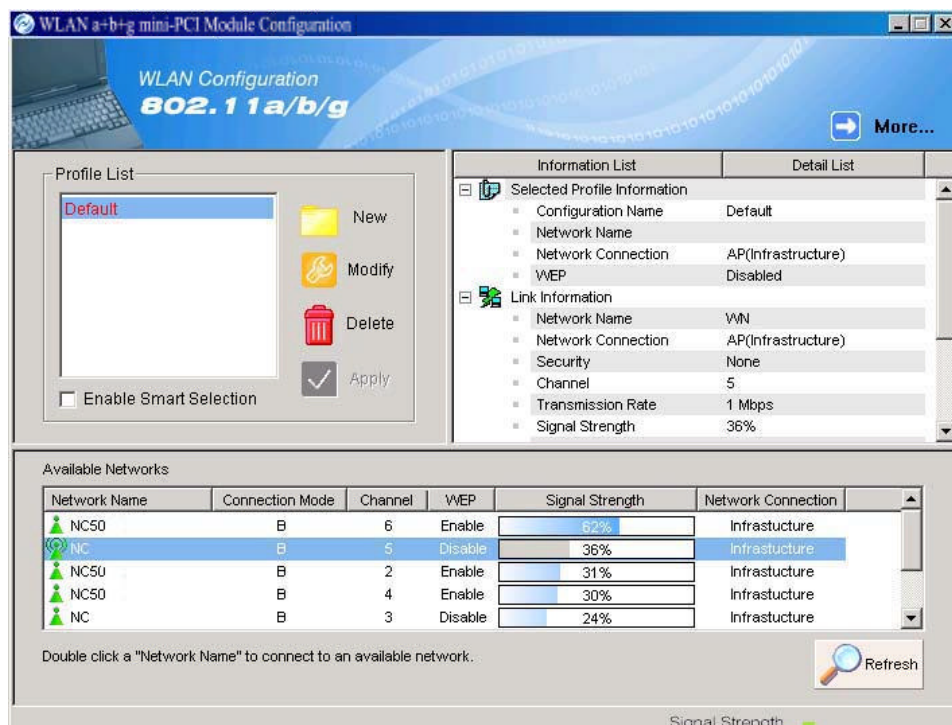 WLAN a+b+g mini-PCI Module Configuration
WLAN Configuration
802.11a/b/g
More...
Profile List
Default
New
Modify
Delete
Apply
Enable Smart Selection
Information List Detail List
Selected Profile Information
Configuration Name Default
Network Name
Network Connection AP(Infrastructure)
WEP Disabled
Link Information
Network Name WN
Network Connection AP(Infrastructure)
Security None
Channel 5
Transmission Rate 1 Mbps
Signal Strength 36%
Available Networks
Network Name Connection Mode Channel WEP Signal Strength Network Connection
NC50 B 6 Enable 62% Infrastucture
NC B 5 Disable 36% Infrastucture
NC50 B 2 Enable 31% Infrastucture
NC50 B 4 Enable 30% Infrastucture
NC B 3 Disable 24% Infrastucture
Double click a "Network Name" to connect to an available network.
Refresh
Signal Strength